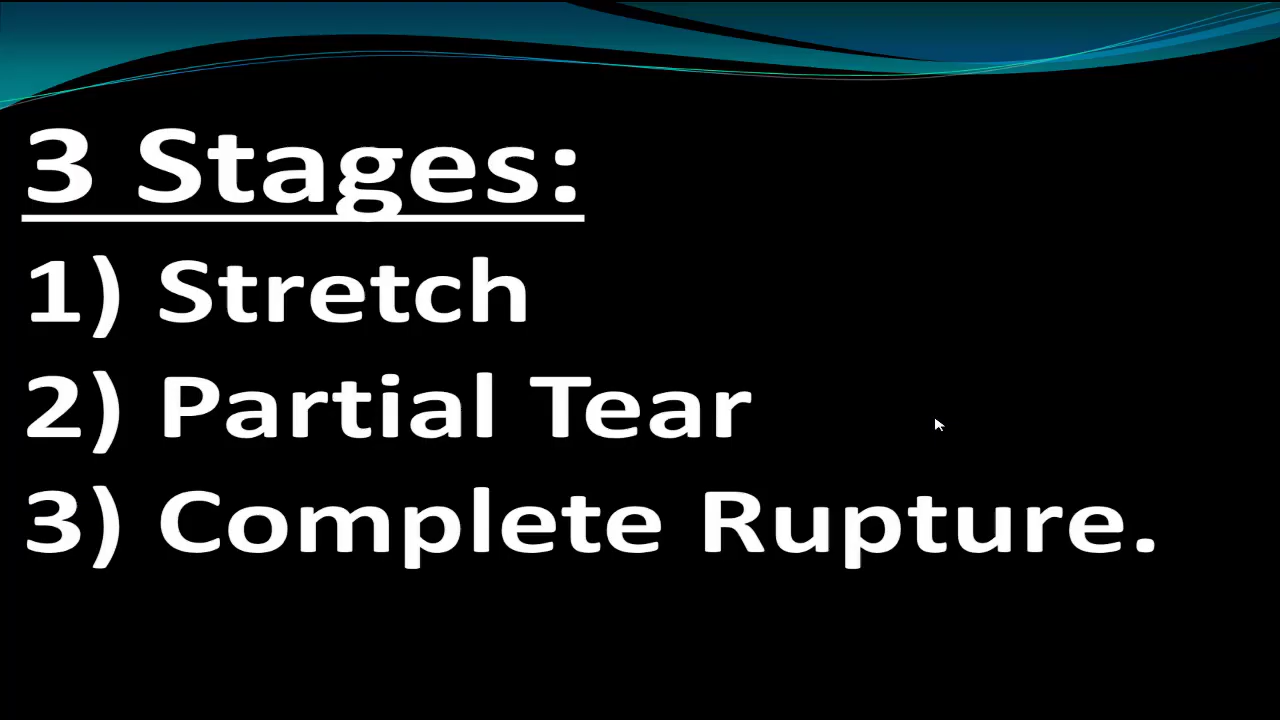 3 Stages:
1) Stretch
2) Partial Tear
3) Complete Rupture.